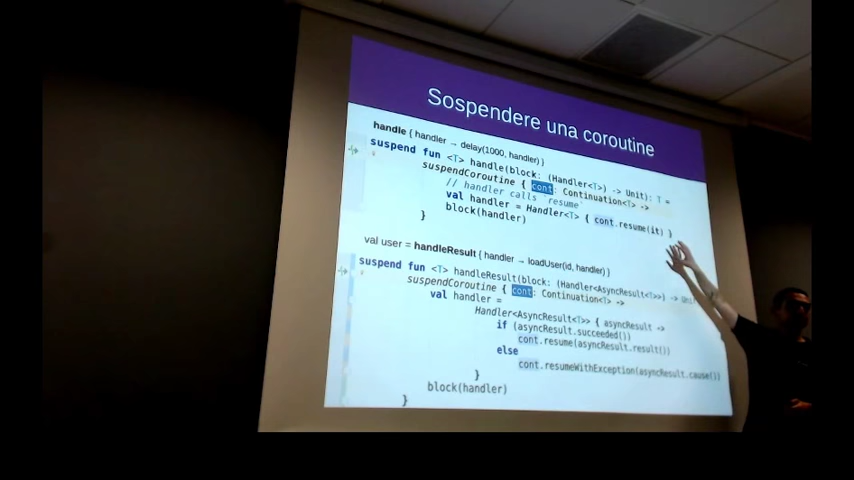 Sospendere una coroutine
handle { handler → delay(1000, handler) }
suspend fun <T> handle(block: (Handler<T>) -> Unit): T =
suspendCoroutine { cont: Continuation<T> ->
// handler calls `resume`
val handler = Handler<T> { cont.resume(it) }
block(handler)
}
val user = handleResult { handler → loadUser(id, handler) }
suspend fun <T> handleResult(block: (Handler<AsyncResult<T>>) ->
suspendCoroutine { cont: Continuation<T> ->
val handler =
Handler<AsyncResult<T>> { asyncResult ->
if (asyncResult.succeeded())
cont.resume(asyncResult.result())
else
cont.resumeWithException(asyncResult.cause())
}
block(handler)
}